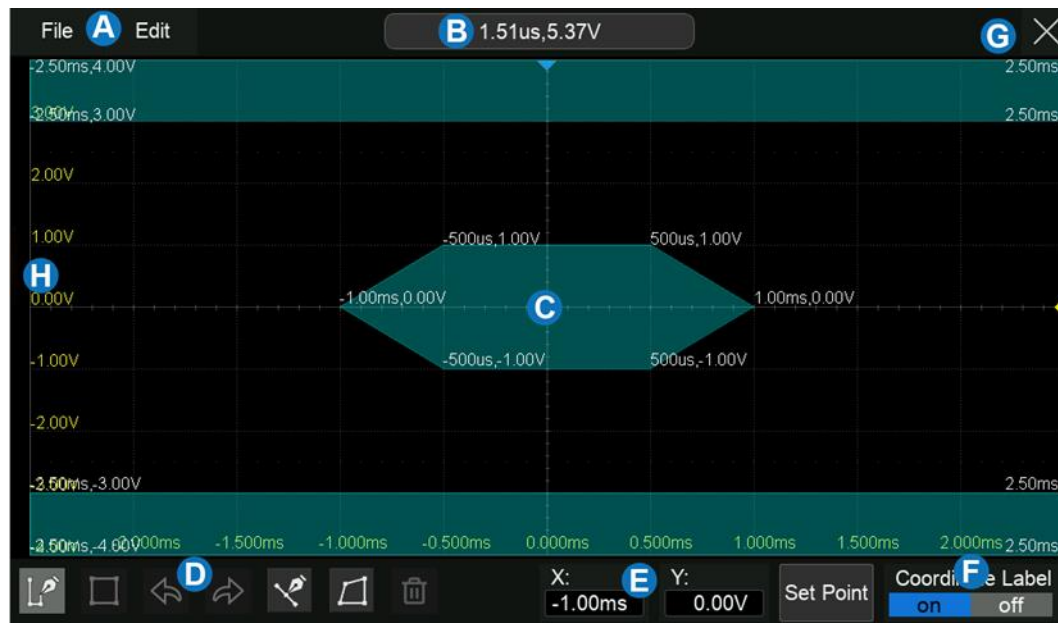 File A Edit
B 1.51us,5.37V
G
-2.50ms,4.00V 2.50ms
3.00V
-2.50ms,3.00V 2.50ms
2.00V
1.00V -500us,1.00V 500us,1.00V
H
0.00V -1.00ms,0.00V C 1.00ms,0.00V
-1.00V -500us,-1.00V 500us,-1.00V
-2.00V
-2.50ms,-3.00V 2.50ms
-2.50ms,-4.00V -1.500ms -1.000ms -0.500ms 0.000ms 0.500ms 1.000ms 1.500ms 2.000ms 2.50ms
D X: E Y: Set Point F Label
-1.00ms 0.00V on off